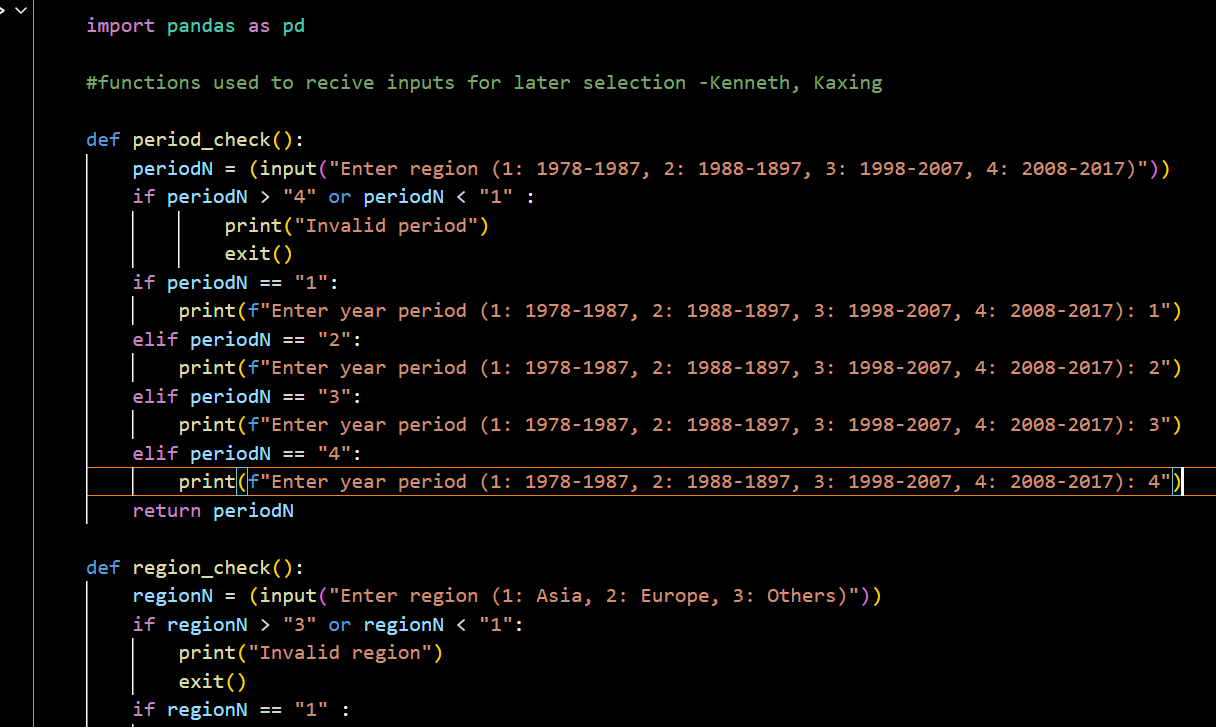 import pandas as pd
#functions used to recive inputs for later selection -Kenneth, Kaxing
def period_check():
periodN = (input("Enter region (1: 1978-1987, 2: 1988-1897, 3: 1998-2007, 4: 2008-2017)"))
if periodN > "4" or periodN < "1" :
print("Invalid period")
exit()
if periodN == "1":
print(f"Enter year period (1: 1978-1987, 2: 1988-1897, 3: 1998-2007, 4: 2008-2017): 1")
elif periodN == "2":
print(f"Enter year period (1: 1978-1987, 2: 1988-1897, 3: 1998-2007, 4: 2008-2017): 2")
elif periodN == "3":
print(f"Enter year period (1: 1978-1987, 2: 1988-1897, 3: 1998-2007, 4: 2008-2017): 3")
elif periodN == "4":
print(f"Enter year period (1: 1978-1987, 2: 1988-1897, 3: 1998-2007, 4: 2008-2017): 4")
return periodN
def region_check():
regionN = (input("Enter region (1: Asia, 2: Europe, 3: Others)"))
if regionN > "3" or regionN < "1":
print("Invalid region")
exit()
if regionN == "1" :